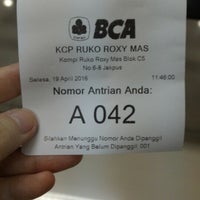 BCA
KCP RUKO ROXY MAS
Kompl Ruko Roxy Mas Blok C5
No.6-8 Jakpus
Selasa, 19 April 2016 11:46:00
Nomor Antrian Anda:
A 042
Silahkan Menunggu Nomor Anda Dipanggil
Antrian Yang Belum Dipanggil: 001